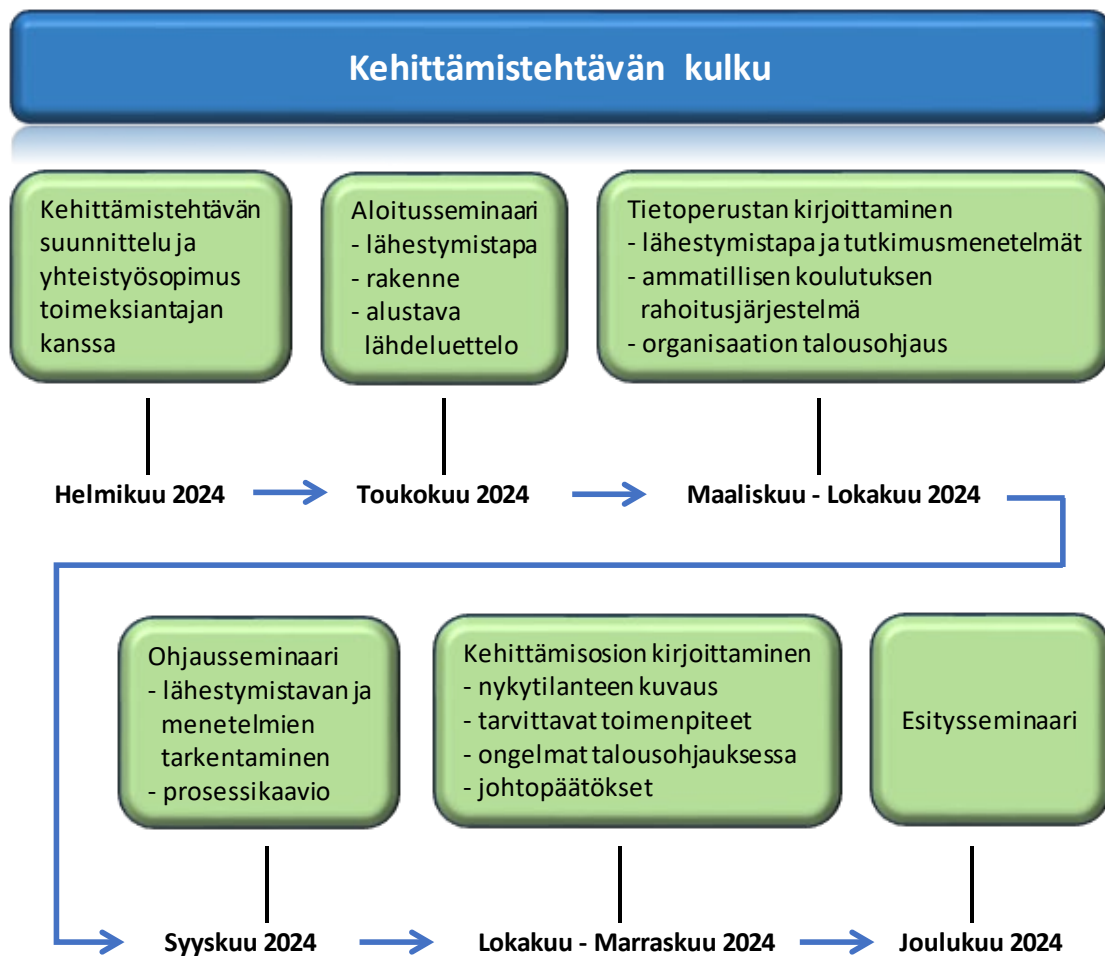 Kehittämistehtävän kulku
Kehittämistehtävän
suunnittelu ja
yhteistyösopimus
toimeksiantajan
kanssa
Aloitusseminaari
- lähestymistapa
- rakenne
- alustava
lähdeluettelo
Tietoperustan kirjoittaminen
- lähestymistapa ja tutkimusmenetelmät
- ammatillisen koulutuksen
rahoitusjärjestelmä
- organisaation talousohjaus
Helmikuu 2024
Toukokuu 2024
Maaliskuu - Lokakuu 2024
Ohjausseminaari
- lähestymistavan ja
menetelmien
tarkentaminen
- prosessikaavio
Kehittämisosion kirjoittaminen
- nykytilanteen kuvaus
- tarvittavat toimenpiteet
- ongelmat talousohjauksessa
- johtopäätökset
Esitysseminaari
Syyskuu 2024
Lokakuu - Marraskuu 2024
Joulukuu 2024